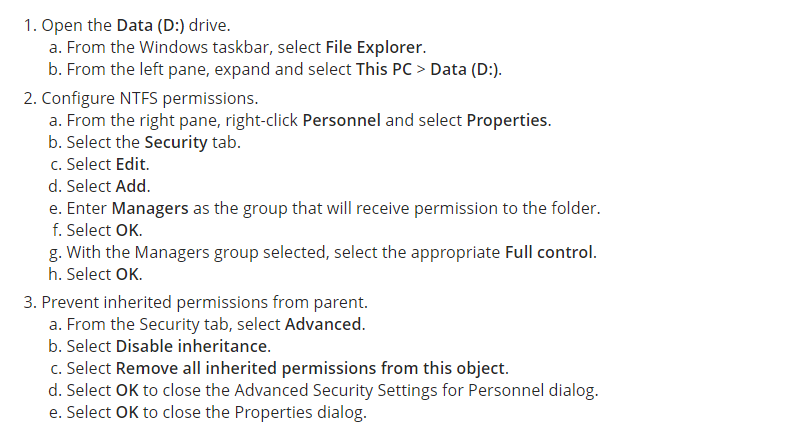 1. Open the Data (D:) drive.
a. From the Windows taskbar, select File Explorer.
b. From the left pane, expand and select This PC > Data (D:).
2. Configure NTFS permissions.
a. From the right pane, right-click Personnel and select Properties.
b. Select the Security tab.
c. Select Edit.
d. Select Add.
e. Enter Managers as the group that will receive permission to the folder.
f. Select OK.
g. With the Managers group selected, select the appropriate Full control.
h. Select OK.
3. Prevent inherited permissions from parent.
a. From the Security tab, select Advanced.
b. Select Disable inheritance.
c. Select Remove all inherited permissions from this object.
d. Select OK to close the Advanced Security Settings for Personnel dialog.
e. Select OK to close the Properties dialog.